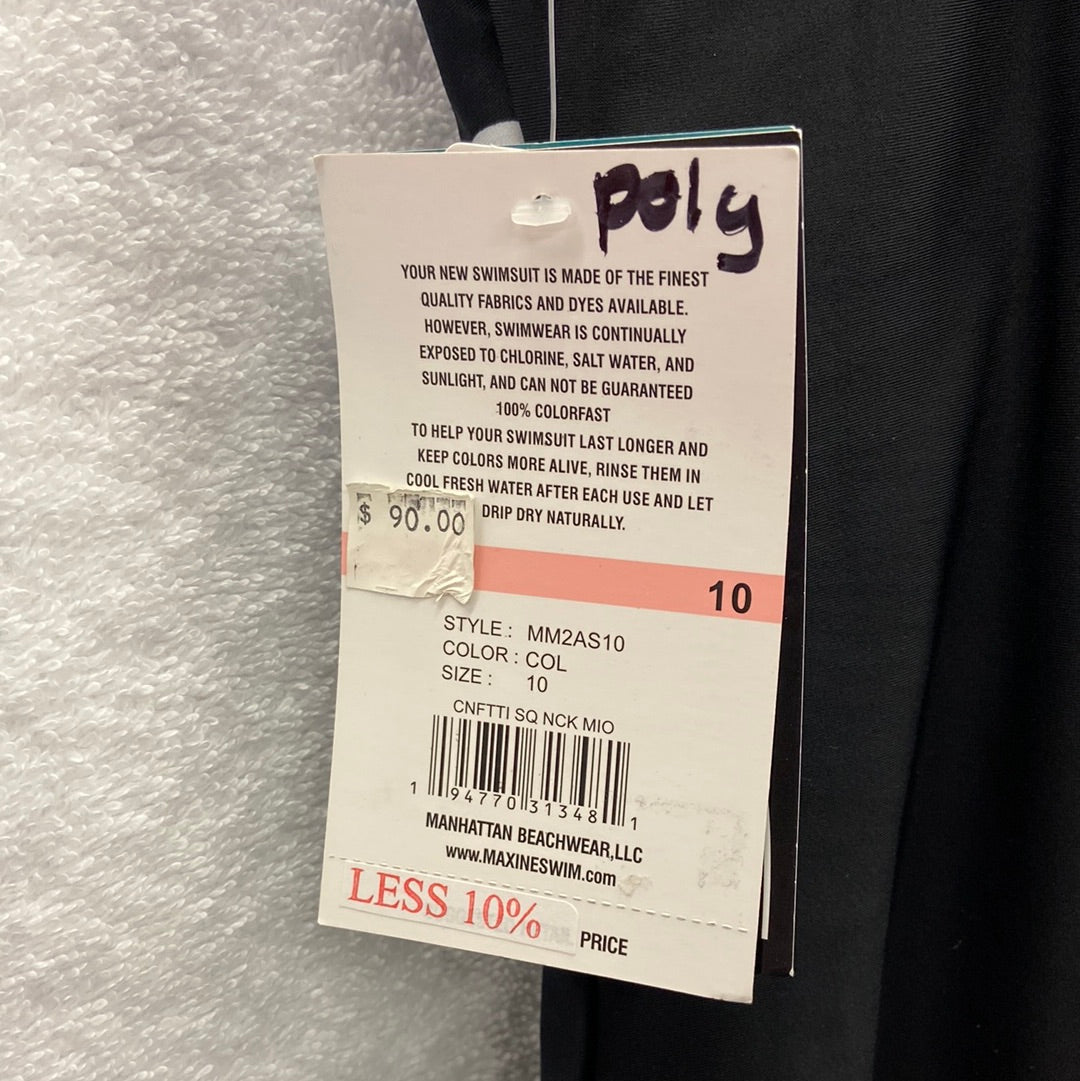 poly
YOUR NEW SWIMSUIT IS MADE OF THE FINEST
QUALITY FABRICS AND DYES AVAILABLE.
HOWEVER, SWIMWEAR IS CONTINUALLY
EXPOSED TO CHLORINE, SALT WATER, AND
SUNLIGHT, AND CAN NOT BE GUARANTEED
100% COLORFAST
TO HELP YOUR SWIMSUIT LAST LONGER AND
KEEP COLORS MORE ALIVE, RINSE THEM IN
COOL FRESH WATER AFTER EACH USE AND LET
DRIP DRY NATURALLY.
$ 90.00
10
STYLE : MM2AS10
COLOR : COL
SIZE : 10
CNFTTI SQ NCK MIO
1 94770 31348 1
MANHATTAN BEACHWEAR,LLC
www.MAXINESWIM.com
LESS 10%
PRICE